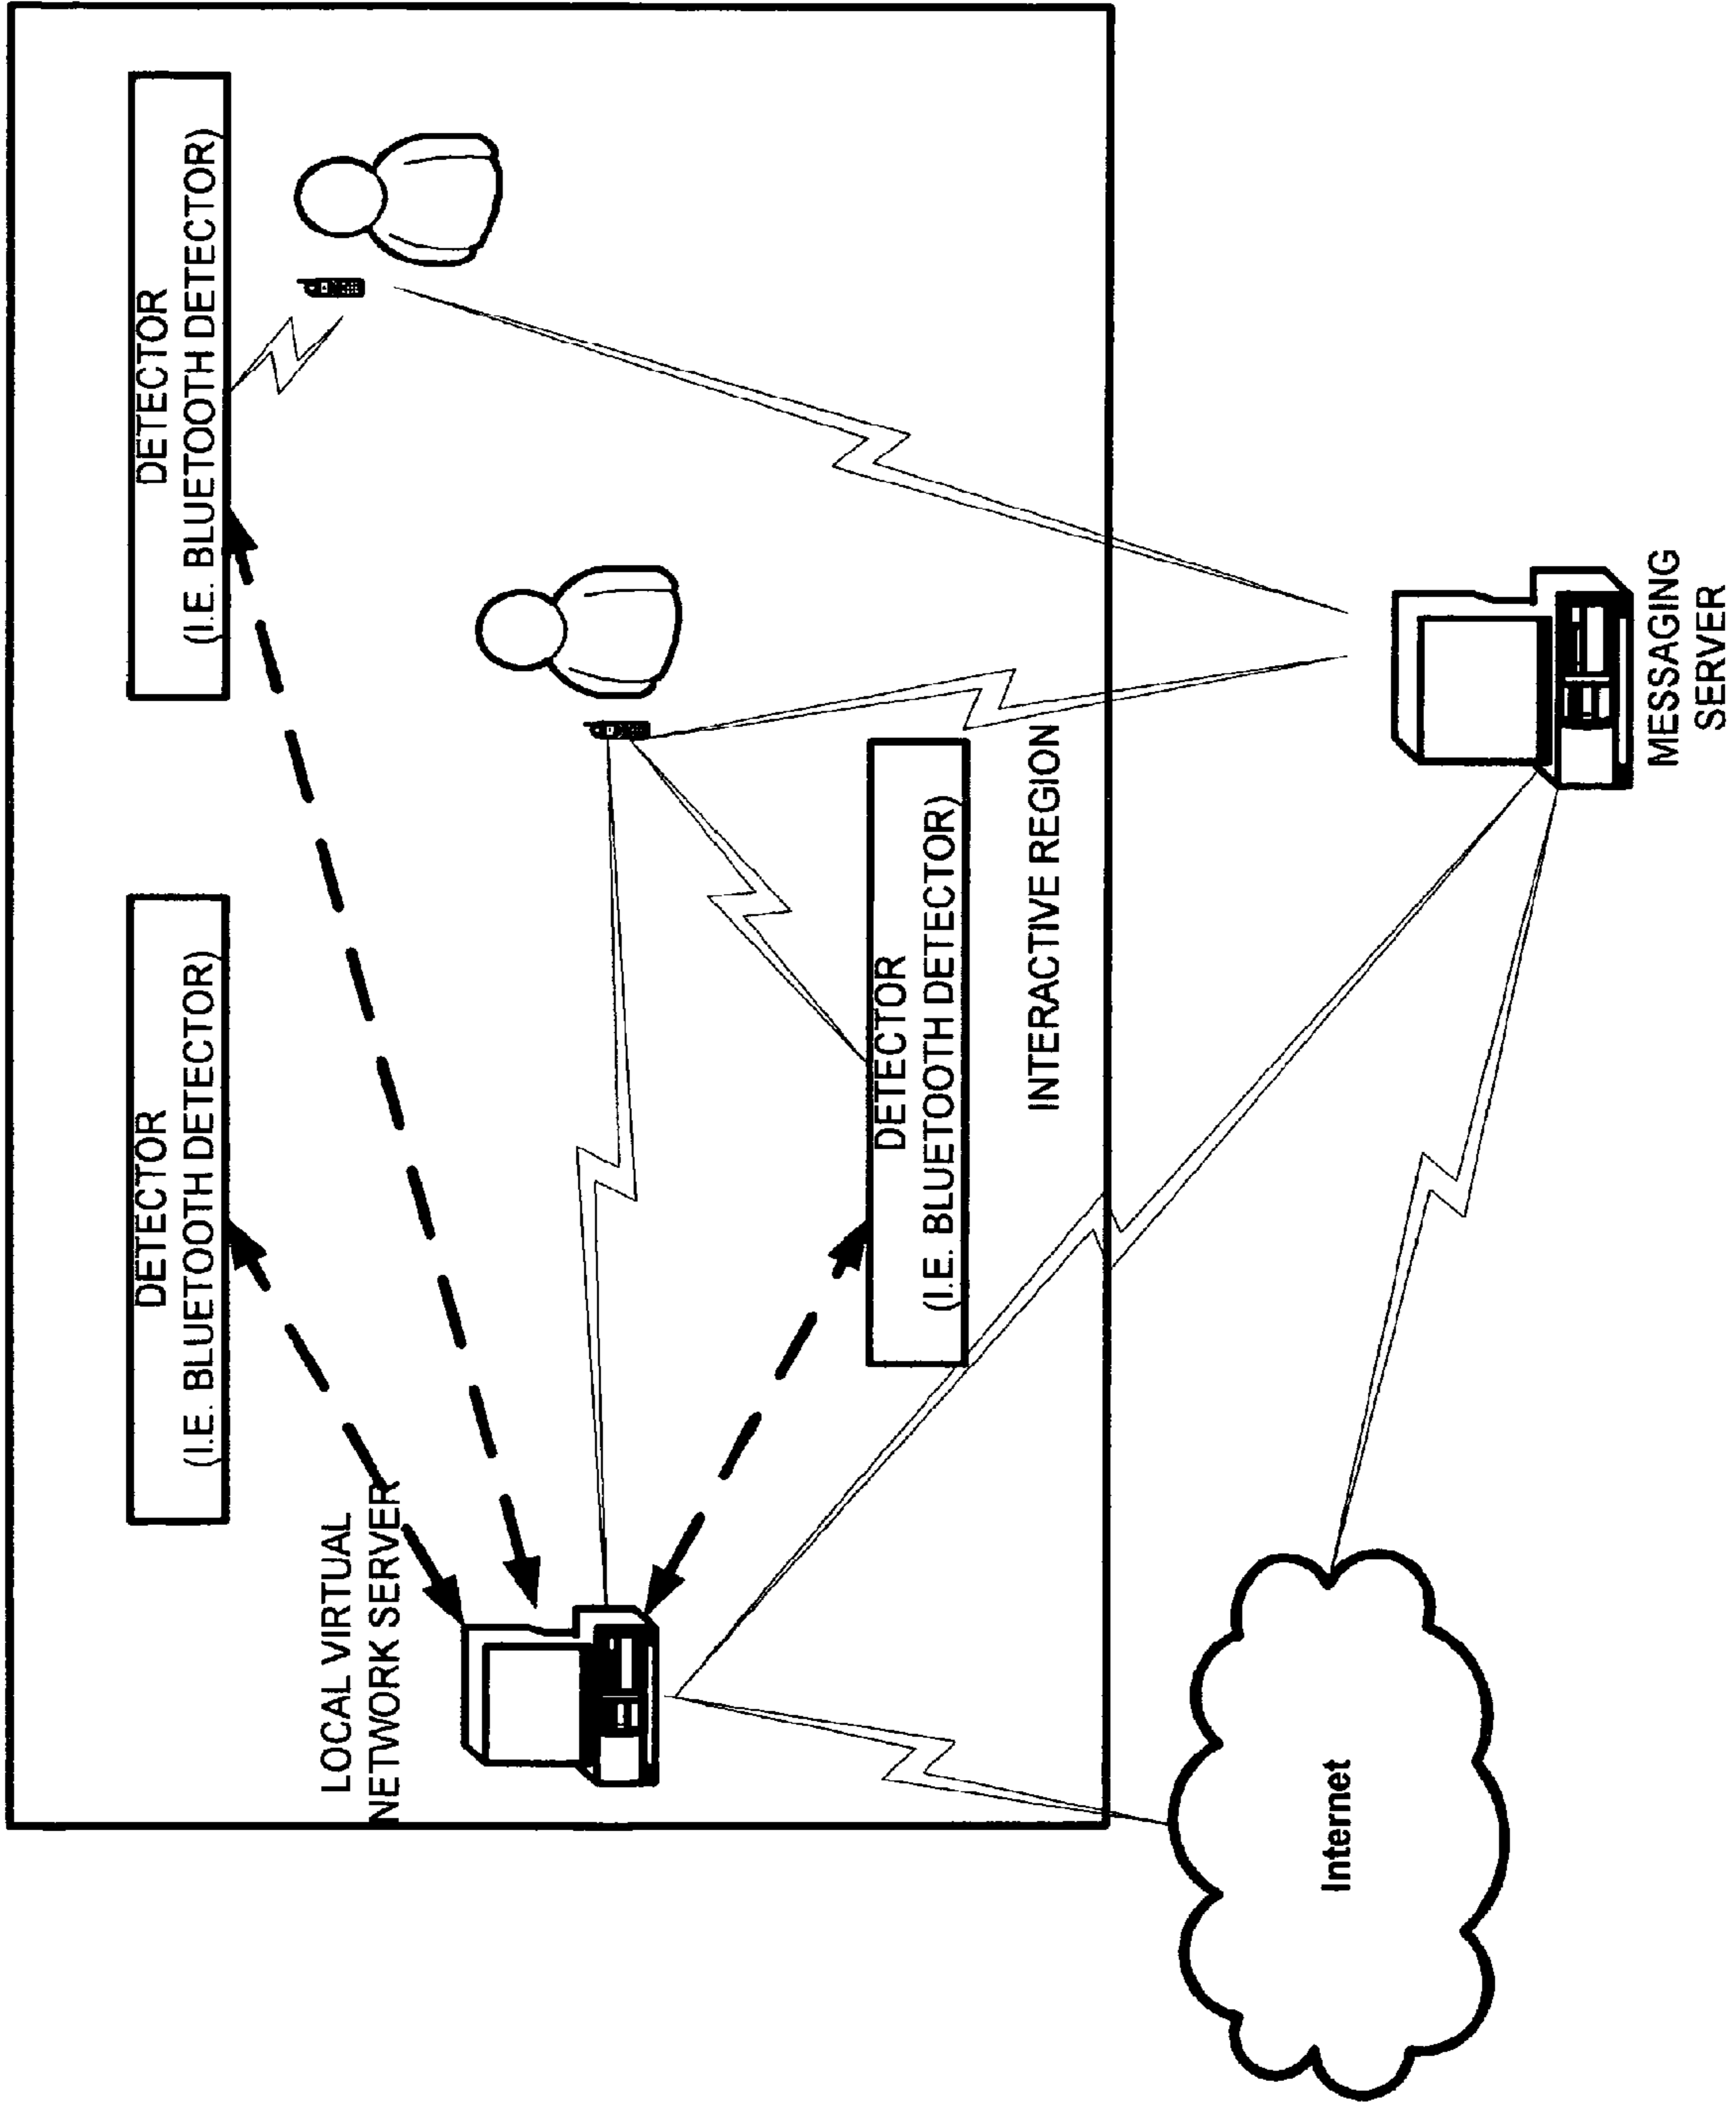 DETECTOR
(I.E. BLUETOOTH DETECTOR)
DETECTOR
(I.E. BLUETOOTH DETECTOR)
LOCAL VIRTUAL
NETWORK SERVER
DETECTOR
(I.E. BLUETOOTH DETECTOR)
INTERACTIVE REGION
Internet
MESSAGING
SERVER